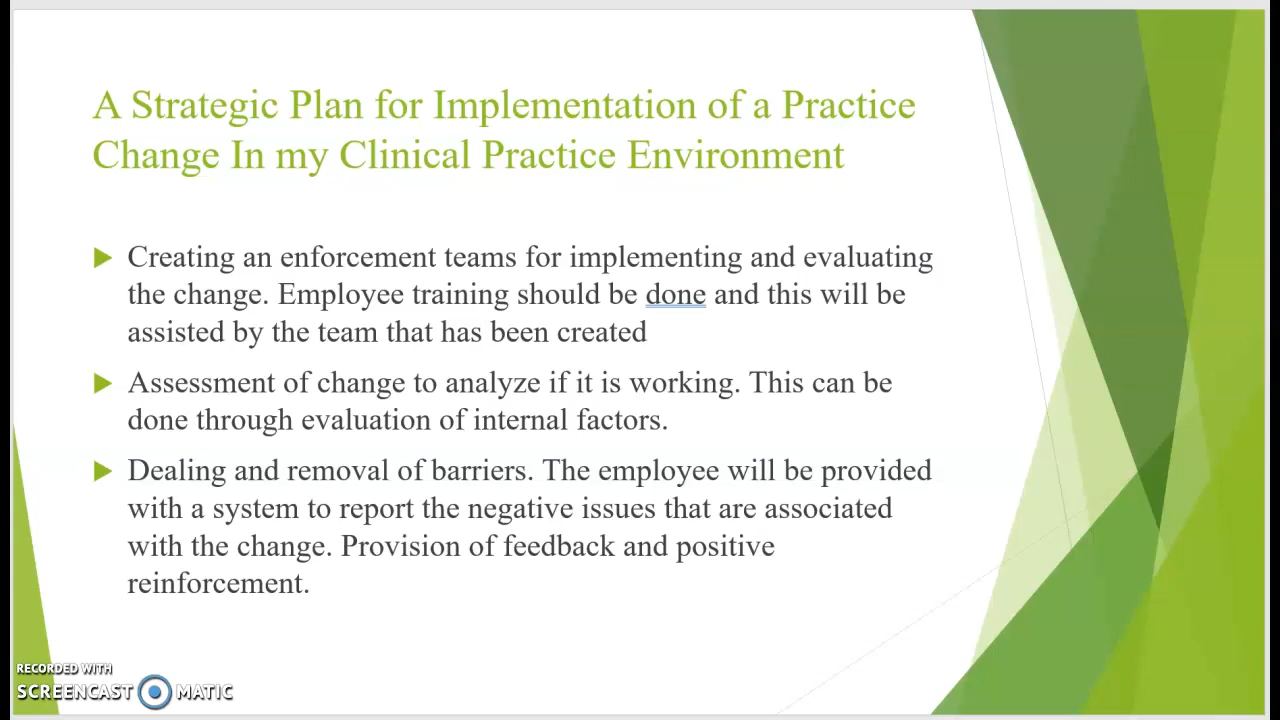 A Strategic Plan for Implementation of a Practice
Change In my Clinical Practice Environment
Creating an enforcement teams for implementing and evaluating
the change. Employee training should be done and this will be
assisted by the team that has been created
Assessment of change to analyze if it is working. This can be
done through evaluation of internal factors.
Dealing and removal of barriers. The employee will be provided
with a system to report the negative issues that are associated
with the change. Provision of feedback and positive
reinforcement.
RECORDED WITH
SCREENCAST MATIC